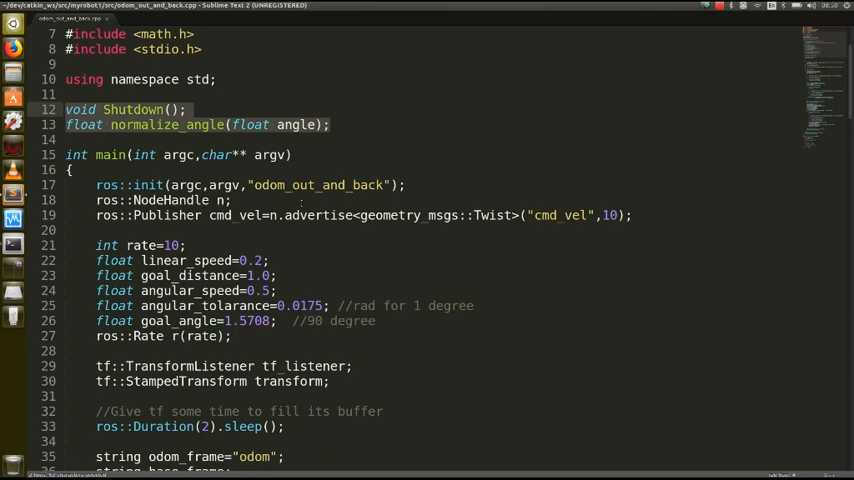 ~/dev/catkin_ws/src/myrobot1/src/odom_out_and_back.cpp - Sublime Text 2 (UNREGISTERED)
08:50
odom_out_and_back.cpp
7 #include <math.h>
8 #include <stdio.h>
9
10 using namespace std;
11
12 void Shutdown();
13 float normalize_angle(float angle);
14
15 int main(int argc,char** argv)
16 {
17 ros::init(argc,argv,"odom_out_and_back");
18 ros::NodeHandle n;
19 ros::Publisher cmd_vel=n.advertise<geometry_msgs::Twist>("cmd_vel",10);
20
21 int rate=10;
22 float linear_speed=0.2;
23 float goal_distance=1.0;
24 float angular_speed=0.5;
25 float angular_tolarance=0.0175; //rad for 1 degree
26 float goal_angle=1.5708; //90 degree
27 ros::Rate r(rate);
28
29 tf::TransformListener tf_listener;
30 tf::StampedTransform transform;
31
32 //Give tf some time to fill its buffer
33 ros::Duration(2).sleep();
34
35 string odom_frame="odom";
36 string base_frame;